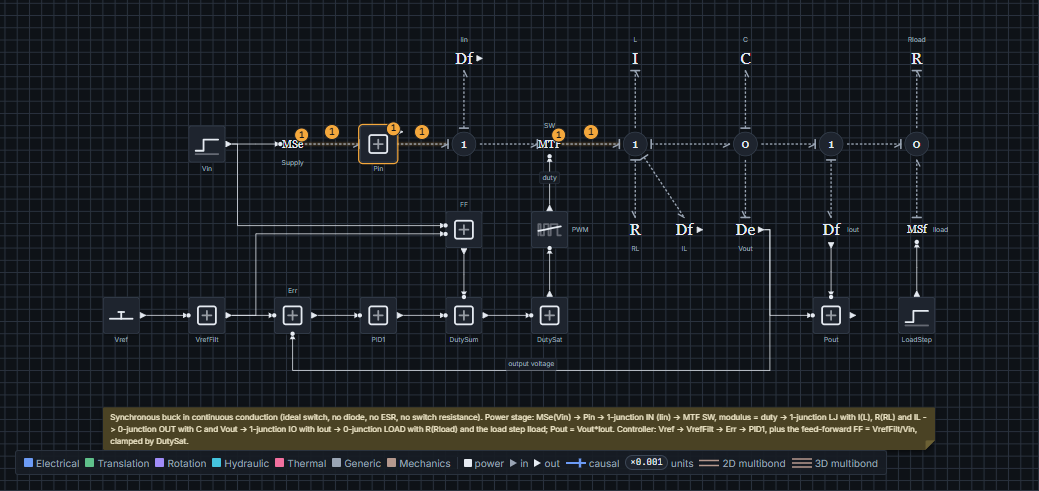 Iin
L
C
Rload
Df
I
C
R
SW
1
1
1
1
1
1
MSe
1
MTF
1
0
1
0
Vin
Supply
Pin
duty
FF
PWM
R
Df
De
Df
Iout
MSf
Iload
RL
IL
Vout
Err
Vref
VrefFilt
PID1
DutySum
DutySat
Pout
LoadStep
output voltage
Synchronous buck in continuous conduction (ideal switch, no diode, no ESR, no switch resistance). Power stage: MSe(Vin) → Pin → 1-junction IN (Iin) → MTF SW, modulus = duty → 1-junction LJ with I(L), R(RL) and IL -
> 0-junction OUT with C and Vout → 1-junction IO with Iout → 0-junction LOAD with R(Rload) and the load step Iload; Pout = Vout*Iout. Controller: Vref → VrefFilt → Err → PID1, plus the feed-forward FF = VrefFilt/Vin,
clamped by DutySat.
Electrical Translation Rotation Hydraulic Thermal Generic Mechanics power in out causal ×0.001 units 2D multibond 3D multibond